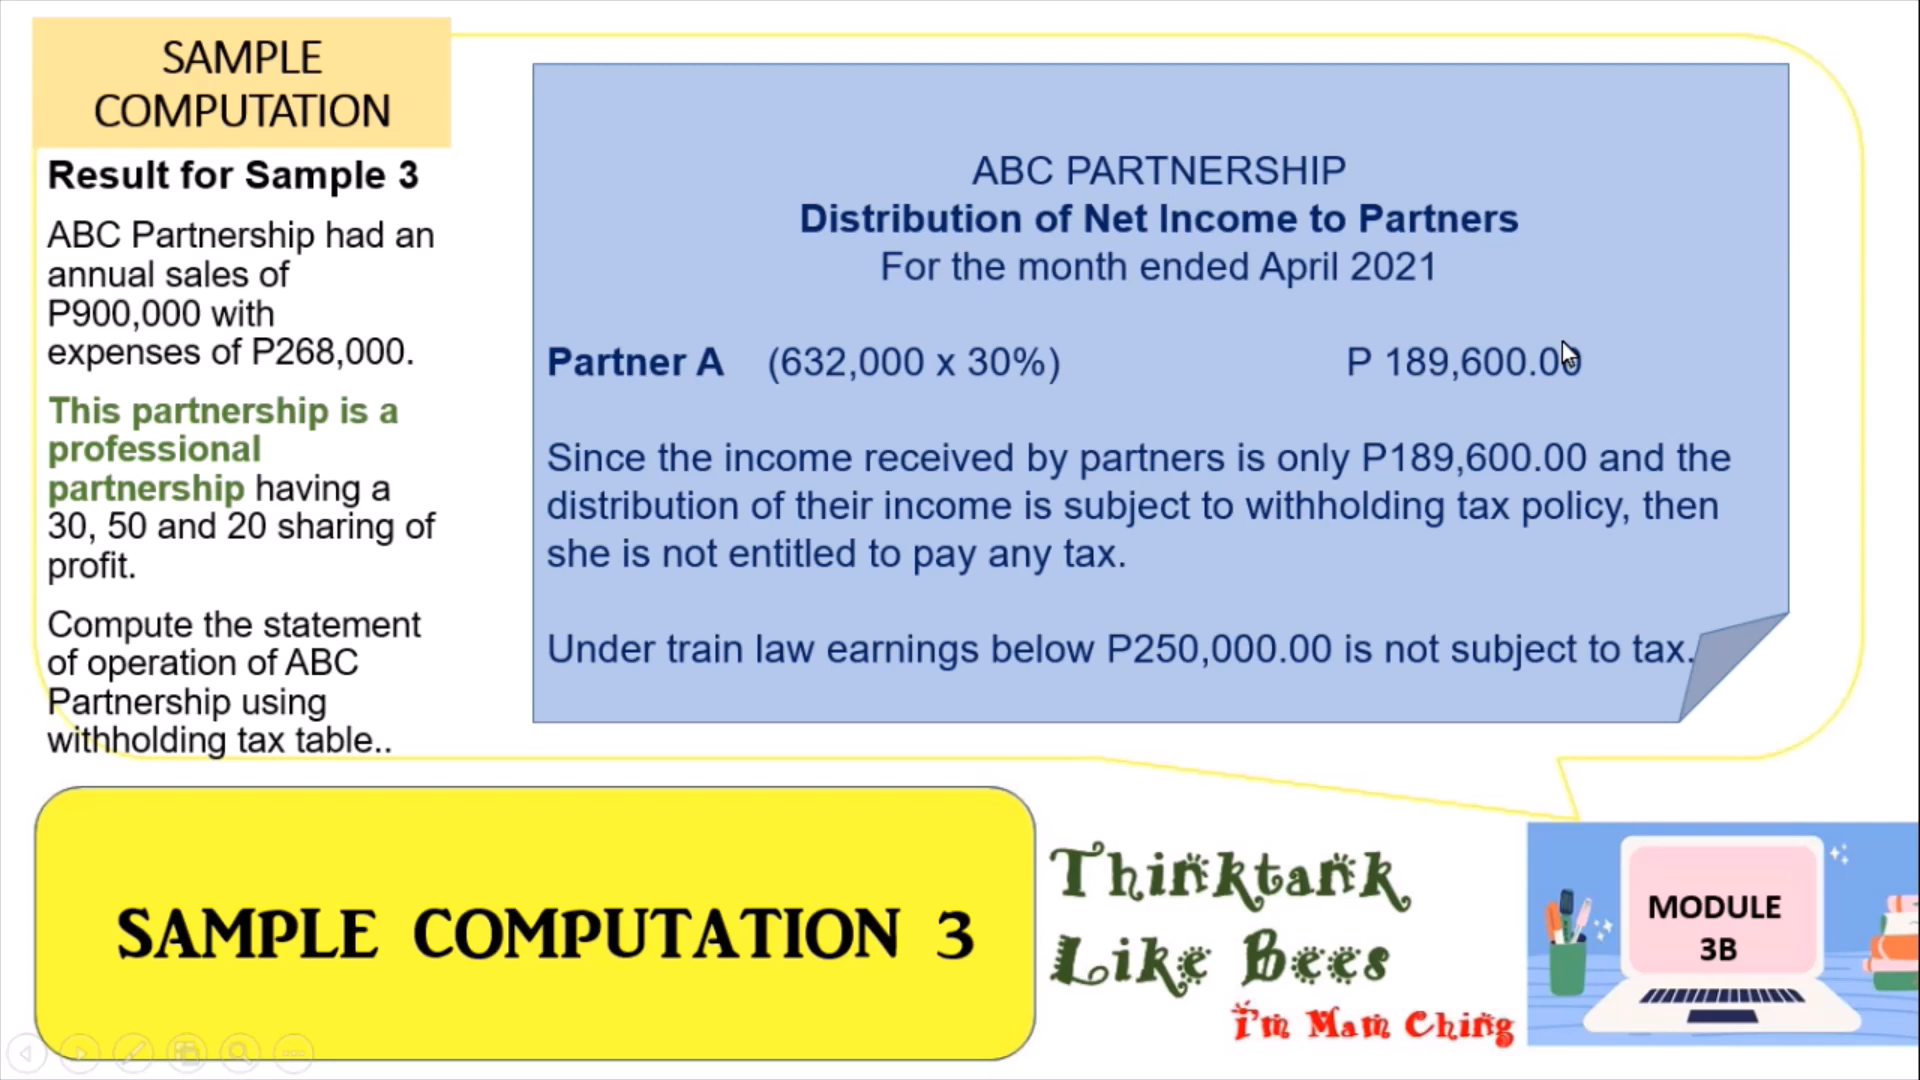 SAMPLE
COMPUTATION
Result for Sample 3
ABC Partnership had an
annual sales of
P900,000 with
expenses of P268,000.
This partnership is a
professional
partnership having a
30, 50 and 20 sharing of
profit.
Compute the statement
of operation of ABC
Partnership using
withholding tax table..
ABC PARTNERSHIP
Distribution of Net Income to Partners
For the month ended April 2021
Partner A (632,000 x 30%) P 189,600.00
Since the income received by partners is only P189,600.00 and the
distribution of their income is subject to withholding tax policy, then
she is not entitled to pay any tax.
Under train law earnings below P250,000.00 is not subject to tax.
SAMPLE COMPUTATION 3
Thinktank
Like Bees
I'm Mam Ching
MODULE
3B